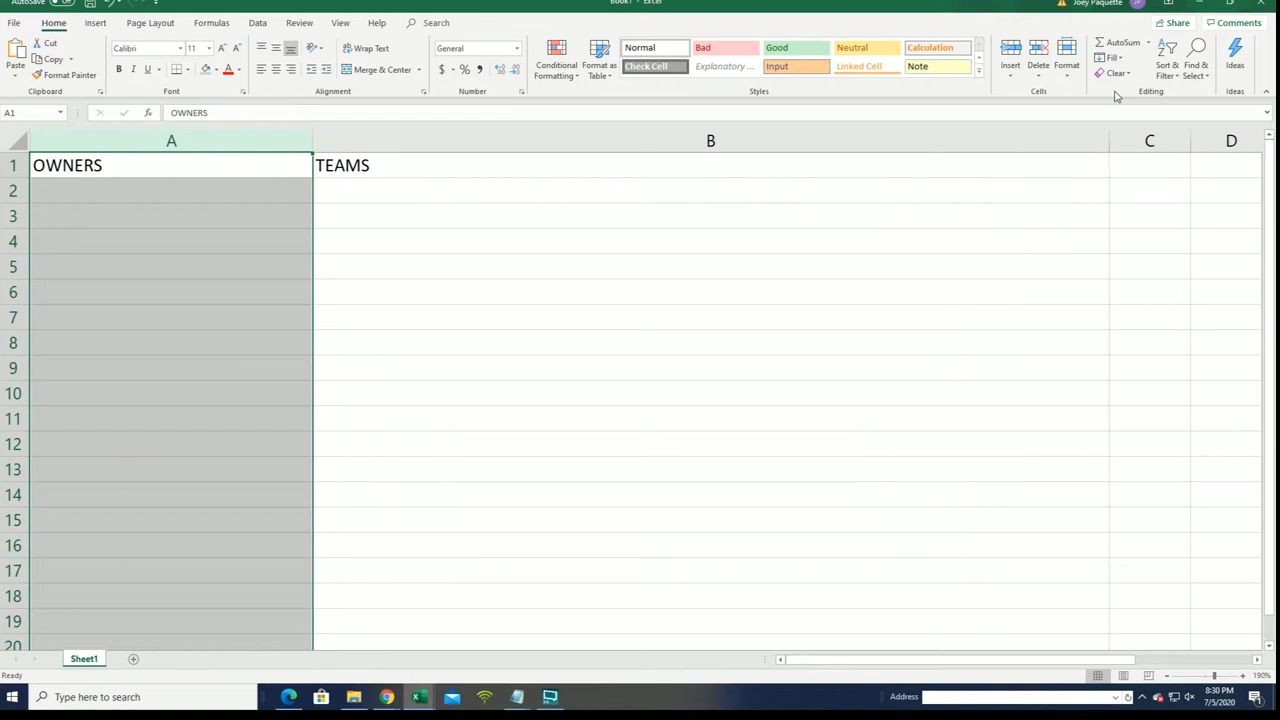 AutoSave Off Book1 - Excel Joey Paquette JP
File Home Insert Page Layout Formulas Data Review View Help Search Share Comments
Paste Cut Copy Format Painter Clipboard
Calibri 11 B I U Font
Wrap Text Merge & Center Alignment
General $ % , Number
Conditional Formatting Format as Table
Normal Bad Good Neutral Calculation
Check Cell Explanatory ... Input Linked Cell Note
Styles
Insert Delete Format Cells
AutoSum Fill Clear Sort & Filter Find & Select Editing
Ideas Ideas
A1 fx OWNERS
A B C D
1 OWNERS TEAMS
2
3
4
5
6
7
8
9
10
11
12
13
14
15
16
17
18
19
20
Sheet1
Ready 190%
Type here to search Address 8:30 PM
7/5/2020